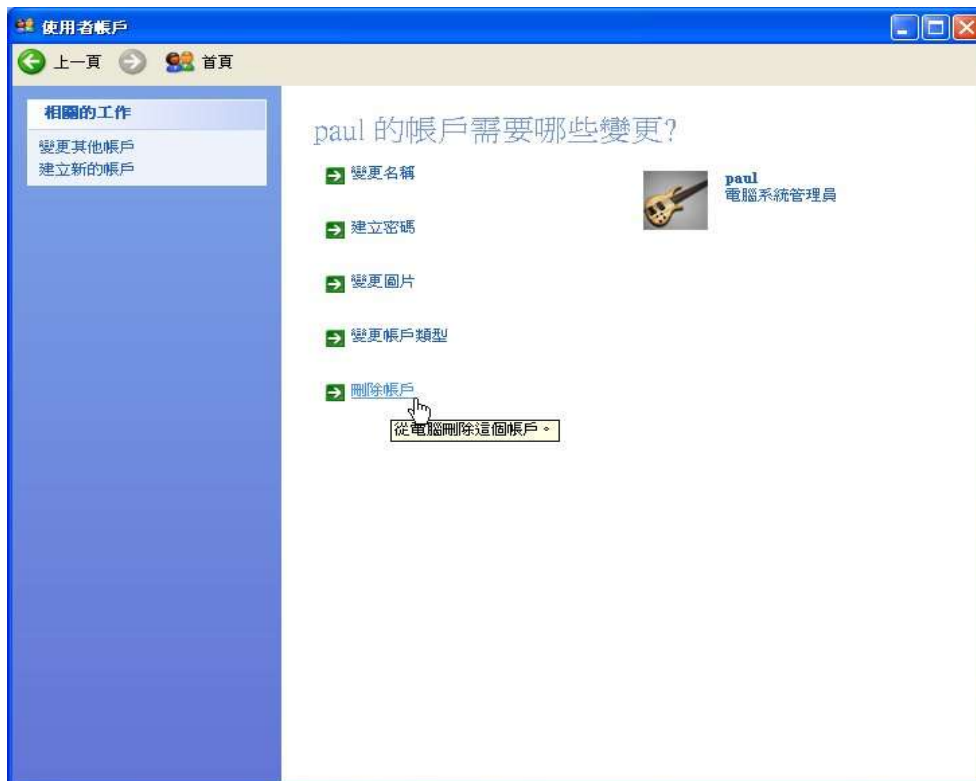 使用者帳戶
上一頁 首頁
相關的工作
變更其他帳戶
建立新的帳戶
paul 的帳戶需要哪些變更?
變更名稱
paul
電腦系統管理員
建立密碼
變更圖片
變更帳戶類型
刪除帳戶
從電腦刪除這個帳戶。